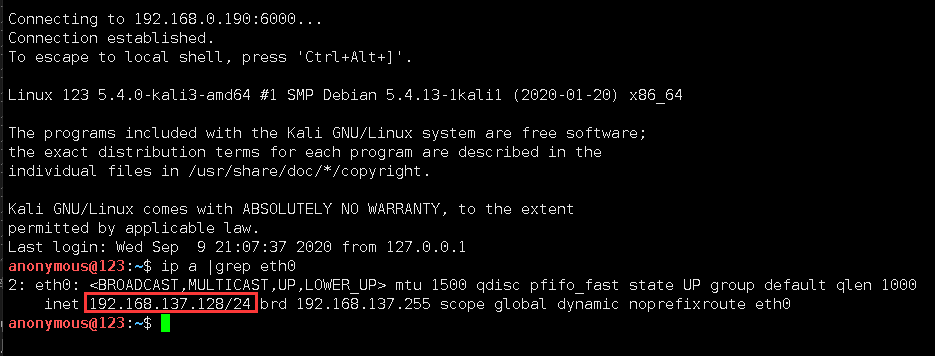 Connecting to 192.168.0.190:6000...
Connection established.
To escape to local shell, press 'Ctrl+Alt+]'.
Linux 123 5.4.0-kali3-amd64 #1 SMP Debian 5.4.13-1kali1 (2020-01-20) x86_64
The programs included with the Kali GNU/Linux system are free software;
the exact distribution terms for each program are described in the
individual files in /usr/share/doc/*/copyright.
Kali GNU/Linux comes with ABSOLUTELY NO WARRANTY, to the extent
permitted by applicable law.
Last login: Wed Sep  9 21:07:37 2020 from 127.0.0.1
anonymous@123:~$ ip a |grep eth0
2: eth0: <BROADCAST,MULTICAST,UP,LOWER_UP> mtu 1500 qdisc pfifo_fast state UP group default qlen 1000
    inet 192.168.137.128/24 brd 192.168.137.255 scope global dynamic noprefixroute eth0
anonymous@123:~$